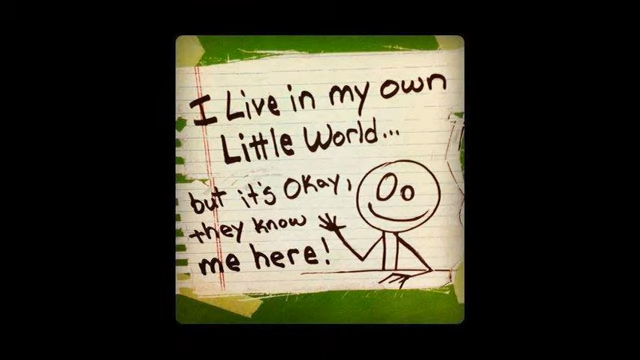 I Live in my own
Little World...
but it's Okay,
they know
me here!